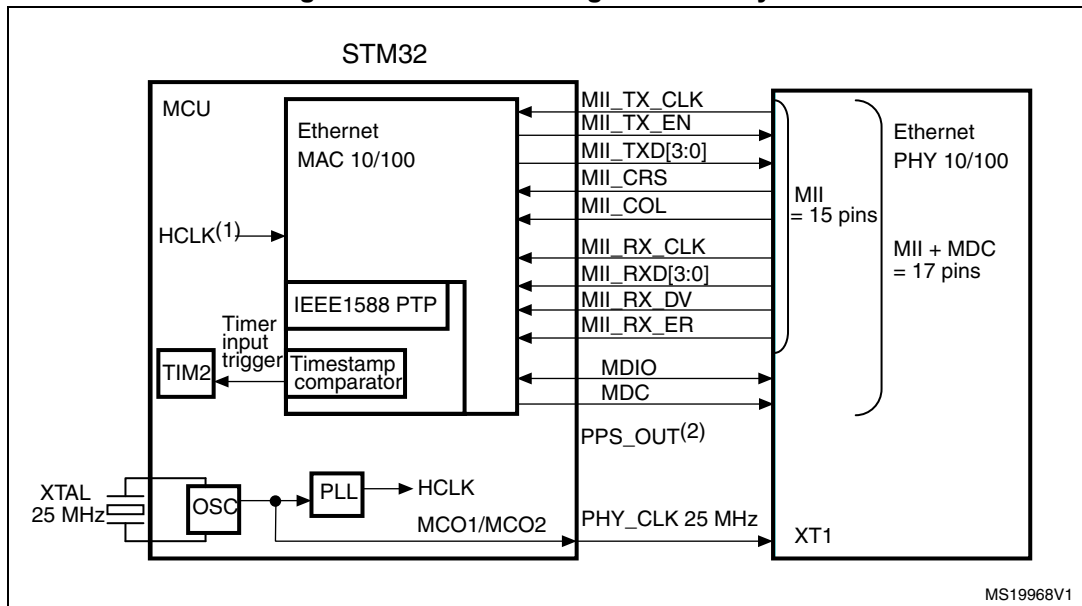 STM32
MCU
Ethernet
MAC 10/100
HCLK(1)
IEEE1588 PTP
Timer
input
trigger
TIM2
Timestamp
comparator
XTAL
25 MHz
OSC
PLL
HCLK
MCO1/MCO2
MII_TX_CLK
MII_TX_EN
MII_TXD[3:0]
MII_CRS
MII_COL
MII_RX_CLK
MII_RXD[3:0]
MII_RX_DV
MII_RX_ER
MDIO
MDC
PPS_OUT(2)
PHY_CLK 25 MHz
MII
= 15 pins
Ethernet
PHY 10/100
MII + MDC
= 17 pins
XT1
MS19968V1